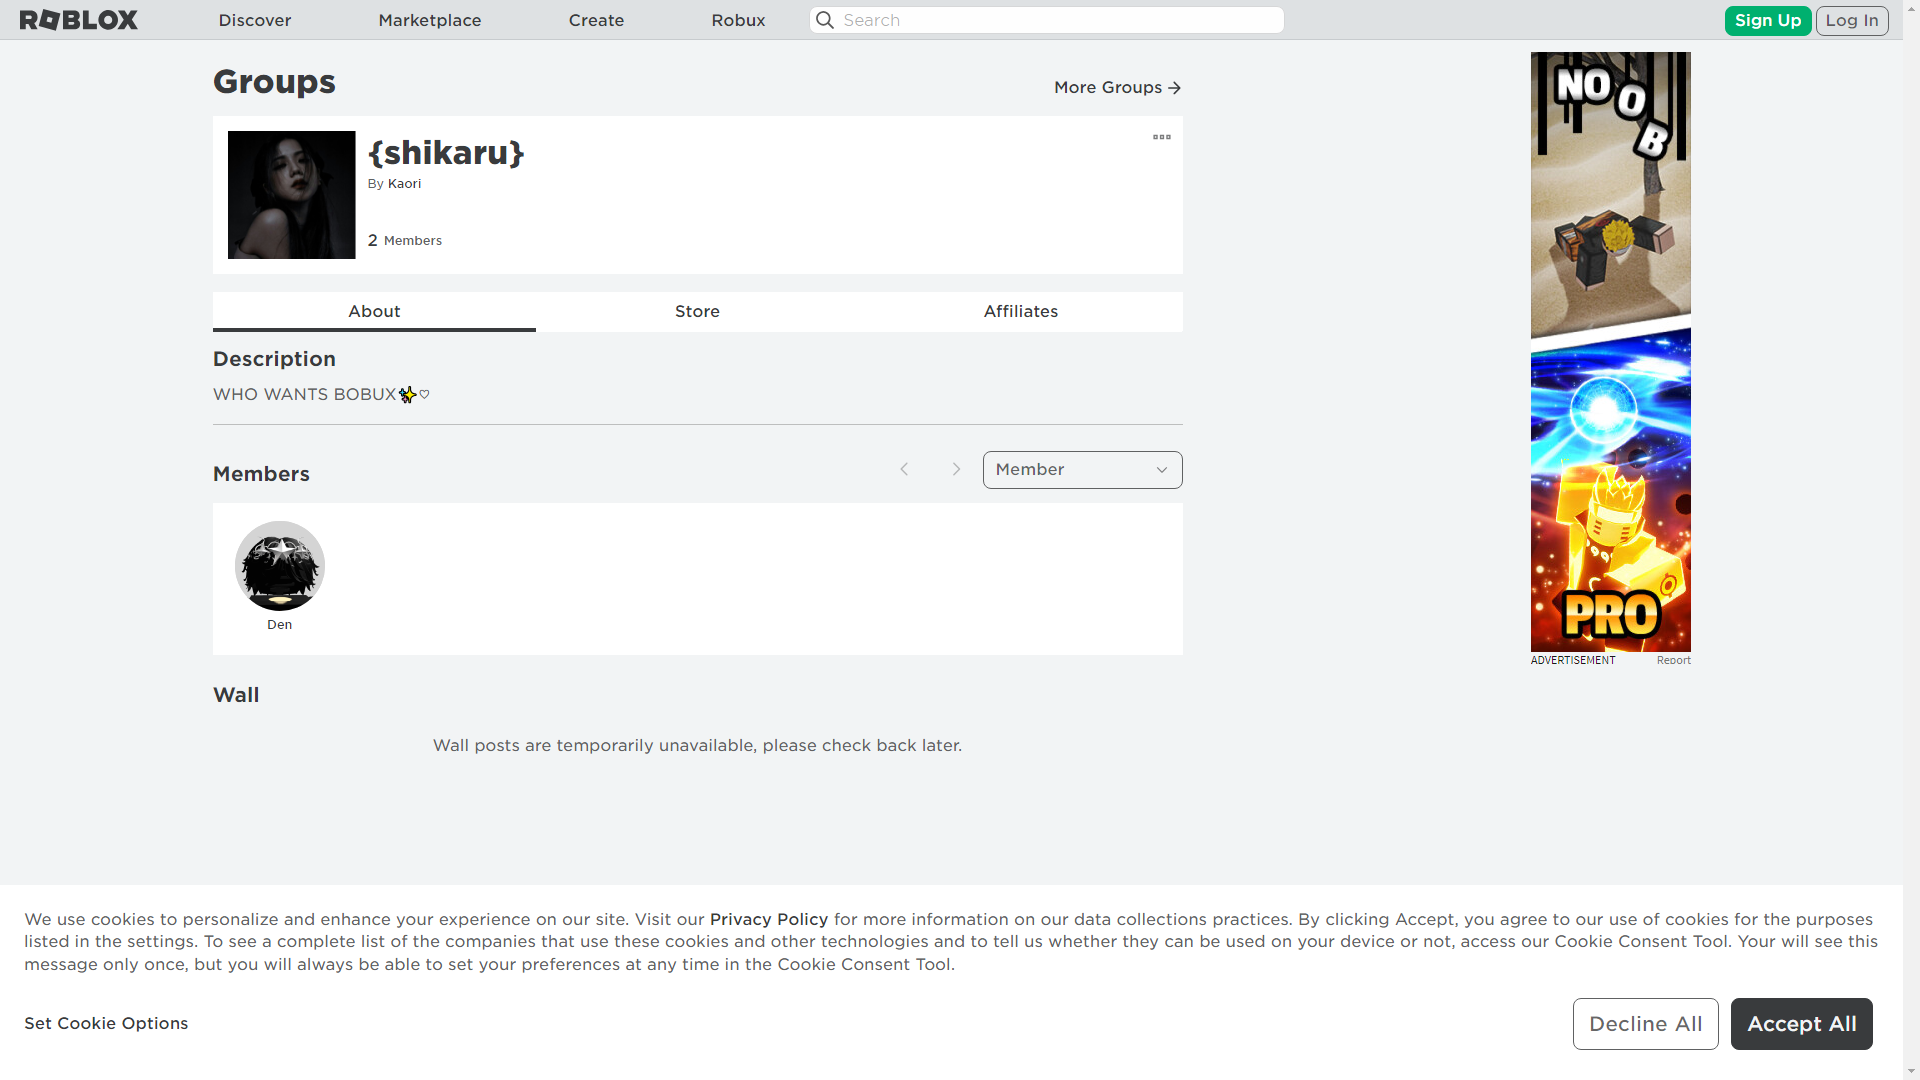 ROBLOX
Discover
Marketplace
Create
Robux
Search
Sign Up
Log In
Groups
More Groups
{shikaru}
By Kaori
2 Members
About
Store
Affiliates
Description
WHO WANTS BOBUX✨♡
Members
Member
Den
Wall
Wall posts are temporarily unavailable, please check back later.
NOOB
PRO
ADVERTISEMENT
Report
We use cookies to personalize and enhance your experience on our site. Visit our Privacy Policy for more information on our data collections practices. By clicking Accept, you agree to our use of cookies for the purposes
listed in the settings. To see a complete list of the companies that use these cookies and other technologies and to tell us whether they can be used on your device or not, access our Cookie Consent Tool. Your will see this
message only once, but you will always be able to set your preferences at any time in the Cookie Consent Tool.
Set Cookie Options
Decline All
Accept All